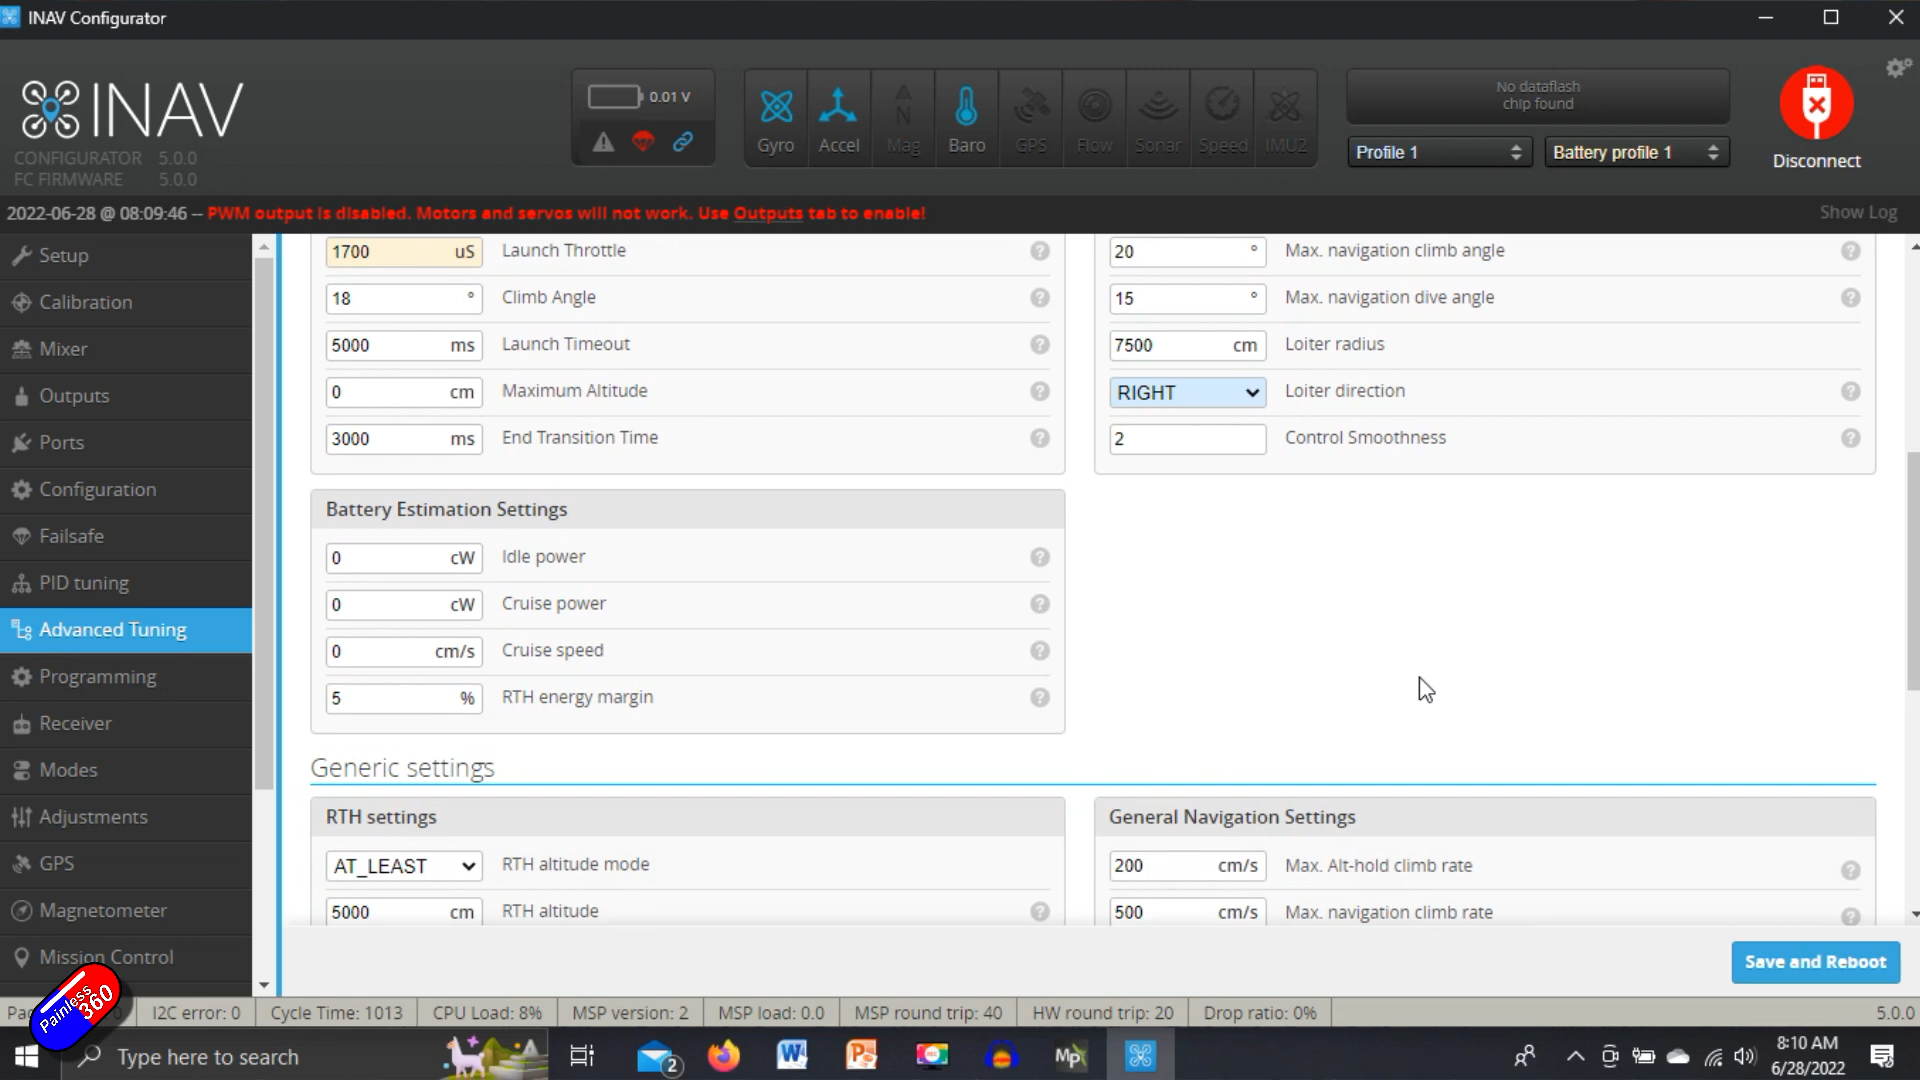 INAV Configurator
INAV
CONFIGURATOR 5.0.0
FC FIRMWARE 5.0.0
0.01 V
Gyro
Accel
Mag
Baro
GPS
Flow
Sonar
Speed
IMU2
No dataflash
chip found
Profile 1
Battery profile 1
Disconnect
2022-06-28 @ 08:09:46 -- PWM output is disabled. Motors and servos will not work. Use Outputs tab to enable!
Show Log
Setup
Calibration
Mixer
Outputs
Ports
Configuration
Failsafe
PID tuning
Advanced Tuning
Programming
Receiver
Modes
Adjustments
GPS
Magnetometer
Mission Control
1700 uS Launch Throttle
18 ° Climb Angle
5000 ms Launch Timeout
0 cm Maximum Altitude
3000 ms End Transition Time
20 ° Max. navigation climb angle
15 ° Max. navigation dive angle
7500 cm Loiter radius
RIGHT Loiter direction
2 Control Smoothness
Battery Estimation Settings
0 cW Idle power
0 cW Cruise power
0 cm/s Cruise speed
5 % RTH energy margin
Generic settings
RTH settings
AT_LEAST RTH altitude mode
5000 cm RTH altitude
General Navigation Settings
200 cm/s Max. Alt-hold climb rate
500 cm/s Max. navigation climb rate
Save and Reboot
Painless360
I2C error: 0
Cycle Time: 1013
CPU Load: 8%
MSP version: 2
MSP load: 0.0
MSP round trip: 40
HW round trip: 20
Drop ratio: 0%
5.0.0
Type here to search
2
8:10 AM
6/28/2022